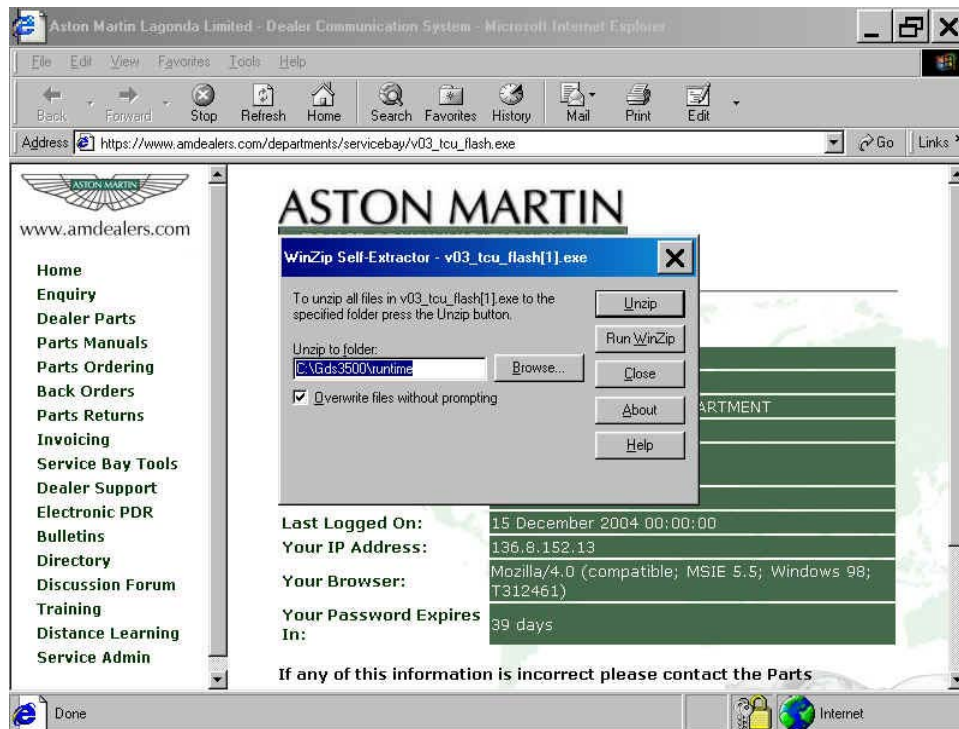 Aston Martin Lagonda Limited - Dealer Communication System - Microsoft Internet Explorer
File Edit View Favorites Tools Help
Back Forward Stop Refresh Home Search Favorites History Mail Print Edit
Address https://www.amdealers.com/departments/servicebay/v03_tcu_flash.exe Go Links
ASTON MARTIN
www.amdealers.com
Home
Enquiry
Dealer Parts
Parts Manuals
Parts Ordering
Back Orders
Parts Returns
Invoicing
Service Bay Tools
Dealer Support
Electronic PDR
Bulletins
Directory
Discussion Forum
Training
Distance Learning
Service Admin
ASTON MARTIN
WinZip Self-Extractor - v03_tcu_flash[1].exe
To unzip all files in v03_tcu_flash[1].exe to the
specified folder press the Unzip button.
Unzip to folder:
C:\Gds3500\runtime
Browse...
Overwrite files without prompting
Unzip
Run WinZip
Close
About
Help
ARTMENT
Last Logged On: 15 December 2004 00:00:00
Your IP Address: 136.8.152.13
Your Browser: Mozilla/4.0 (compatible; MSIE 5.5; Windows 98;
T312461)
Your Password Expires
In: 39 days
If any of this information is incorrect please contact the Parts
Done Internet